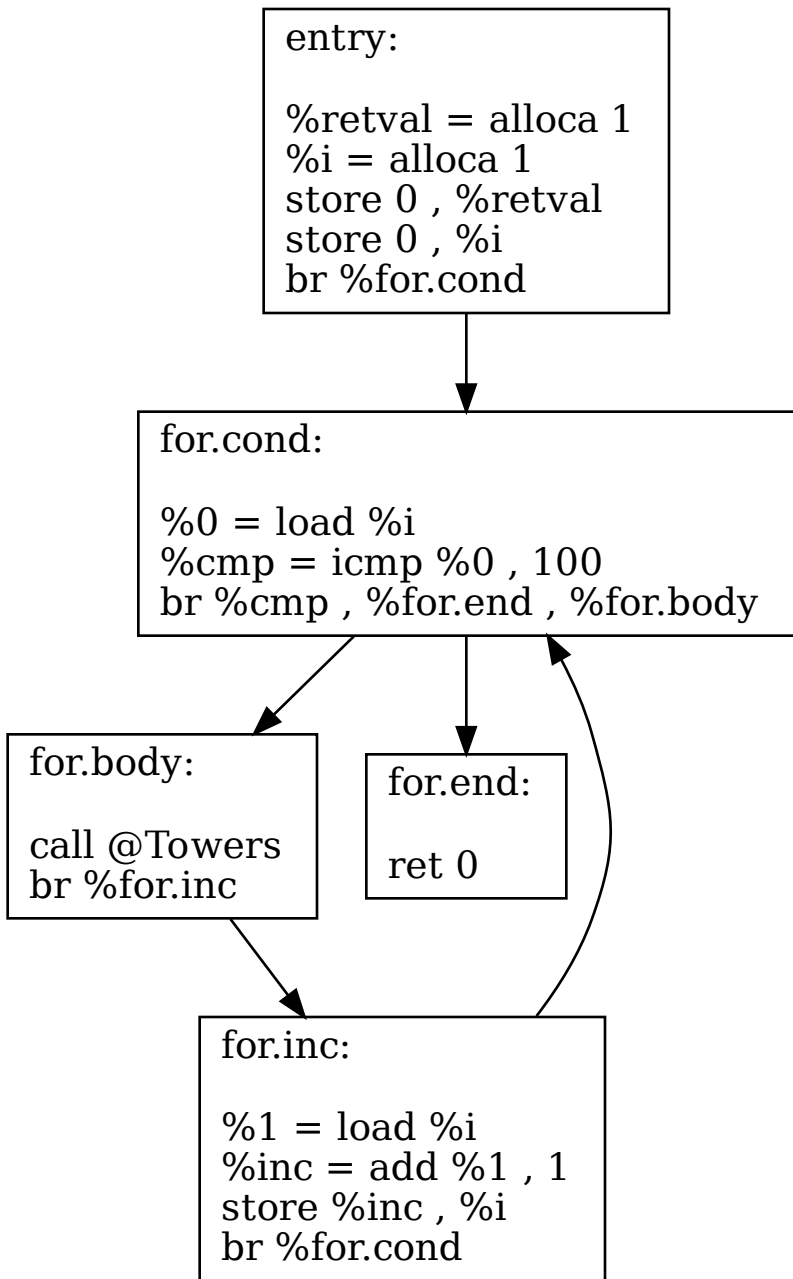 entry:
%retval = alloca 1
%i = alloca 1
store 0 , %retval
store 0 , %i
br %for.cond
for.cond:
%0 = load %i
%cmp = icmp %0 , 100
br %cmp , %for.end , %for.body
for.body:
call @Towers
br %for.inc
for.end:
ret 0
for.inc:
%1 = load %i
%inc = add %1 , 1
store %inc , %i
br %for.cond